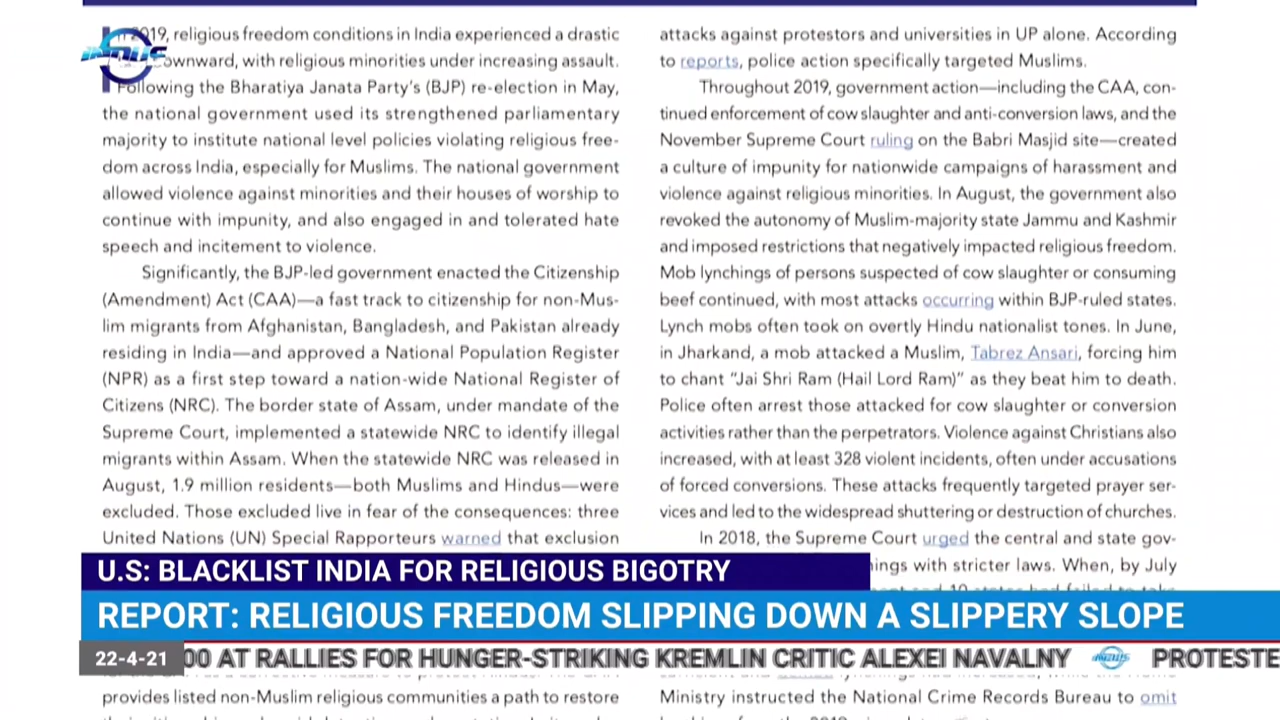 In 2019, religious freedom conditions in India experienced a drastic
ownward, with religious minorities under increasing assault.
Following the Bharatiya Janata Party's (BJP) re-election in May,
the national government used its strengthened parliamentary
majority to institute national level policies violating religious free-
dom across India, especially for Muslims. The national government
allowed violence against minorities and their houses of worship to
continue with impunity, and also engaged in and tolerated hate
speech and incitement to violence.
Significantly, the BJP-led government enacted the Citizenship
(Amendment) Act (CAA)—a fast track to citizenship for non-Mus-
lim migrants from Afghanistan, Bangladesh, and Pakistan already
residing in India—and approved a National Population Register
(NPR) as a first step toward a nation-wide National Register of
Citizens (NRC). The border state of Assam, under mandate of the
Supreme Court, implemented a statewide NRC to identify illegal
migrants within Assam. When the statewide NRC was released in
August, 1.9 million residents—both Muslims and Hindus—were
excluded. Those excluded live in fear of the consequences: three
United Nations (UN) Special Rapporteurs warned that exclusion
provides listed non-Muslim religious communities a path to restore
attacks against protestors and universities in UP alone. According
to reports, police action specifically targeted Muslims.
Throughout 2019, government action—including the CAA, con-
tinued enforcement of cow slaughter and anti-conversion laws, and the
November Supreme Court ruling on the Babri Masjid site—created
a culture of impunity for nationwide campaigns of harassment and
violence against religious minorities. In August, the government also
revoked the autonomy of Muslim-majority state Jammu and Kashmir
and imposed restrictions that negatively impacted religious freedom.
Mob lynchings of persons suspected of cow slaughter or consuming
beef continued, with most attacks occurring within BJP-ruled states.
Lynch mobs often took on overtly Hindu nationalist tones. In June,
in Jharkand, a mob attacked a Muslim, Tabrez Ansari, forcing him
to chant "Jai Shri Ram (Hail Lord Ram)" as they beat him to death.
Police often arrest those attacked for cow slaughter or conversion
activities rather than the perpetrators. Violence against Christians also
increased, with at least 328 violent incidents, often under accusations
of forced conversions. These attacks frequently targeted prayer ser-
vices and led to the widespread shuttering or destruction of churches.
In 2018, the Supreme Court urged the central and state gov-
ings with stricter laws. When, by July
Ministry instructed the National Crime Records Bureau to omit
INDUS
U.S: BLACKLIST INDIA FOR RELIGIOUS BIGOTRY
REPORT: RELIGIOUS FREEDOM SLIPPING DOWN A SLIPPERY SLOPE
22-4-21 00 AT RALLIES FOR HUNGER-STRIKING KREMLIN CRITIC ALEXEI NAVALNY INDUS PROTESTE